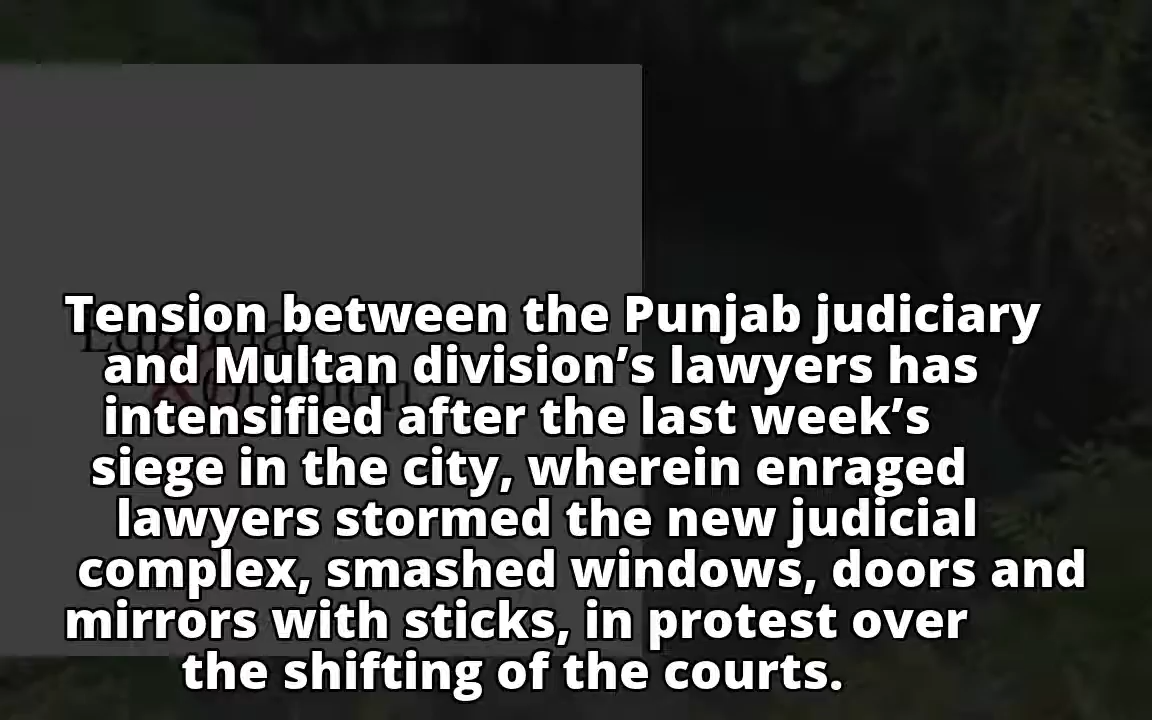 Tension between the Punjab judiciary
and Multan division’s lawyers has
intensified after the last week’s
siege in the city, wherein enraged
lawyers stormed the new judicial
complex, smashed windows, doors and
mirrors with sticks, in protest over
the shifting of the courts.